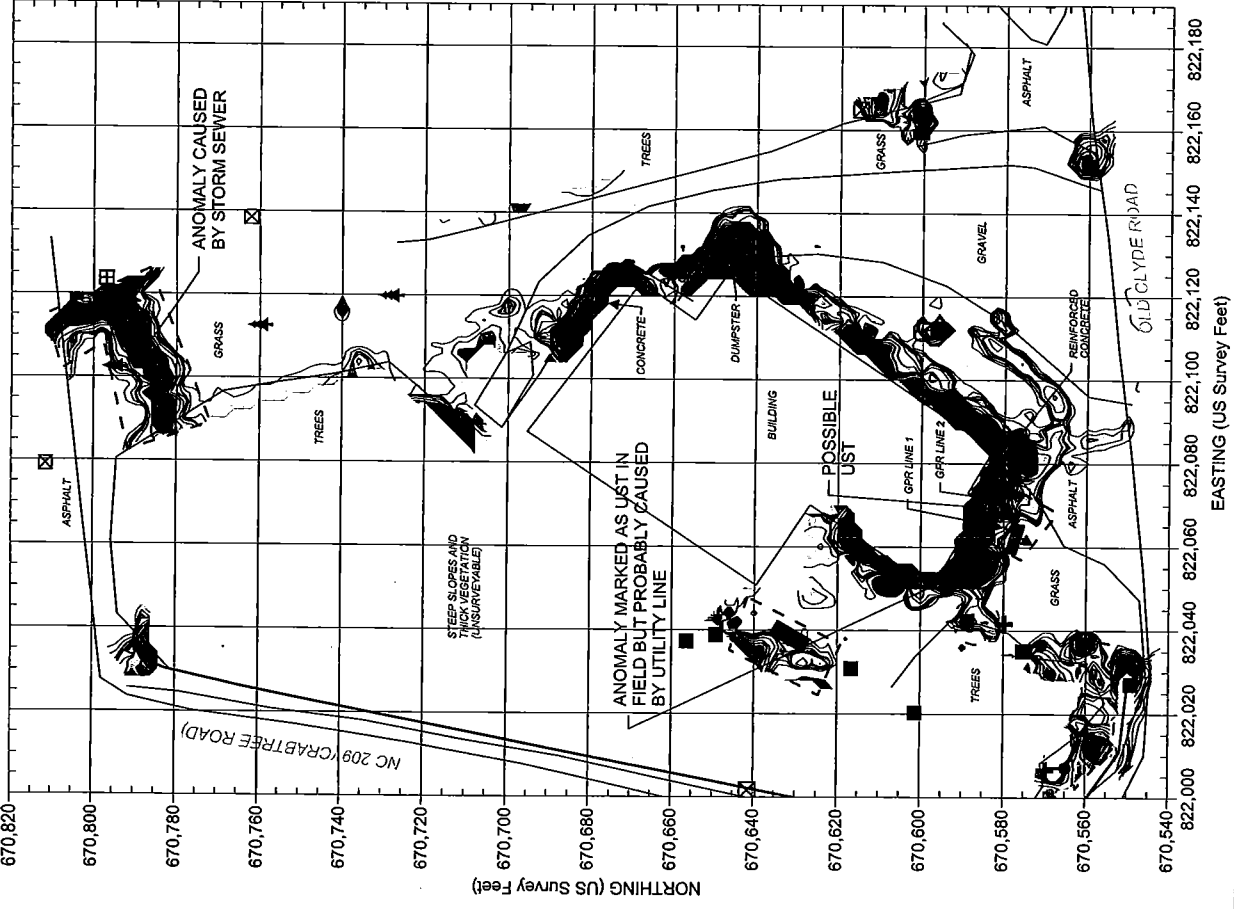 670,820
670,800
670,760
670,740
670,720
670,700
670,680
670,660
670,640
670,620
670,600
670,580
670,560
670,540
NORTHING (US Survey Feet)
822,000
822,020
822,040
822,060
822,080
822,100
822,120
822,140
822,160
822,180
EASTING (US Survey Feet)
ANOMALY CAUSED
BY STORM SEWER
ASPHALT
GRASS
TREES
STEEP SLOPES AND
THICK VEGETATION
(UNSURVEYABLE)
NC 209 (CRABTREE ROAD)
TREES
CONCRETE
DUMPSTER
BUILDING
ANOMALY MARKED AS UST IN
FIELD BUT PROBABLY CAUSED
BY UTILITY LINE
POSSIBLE
UST
GPR LINE 1
GPR LINE 2
GRASS
ASPHALT
GRAVEL
REINFORCED
CONCRETE
OLD CLYDE ROAD
ASPHALT
GRASS
TREES